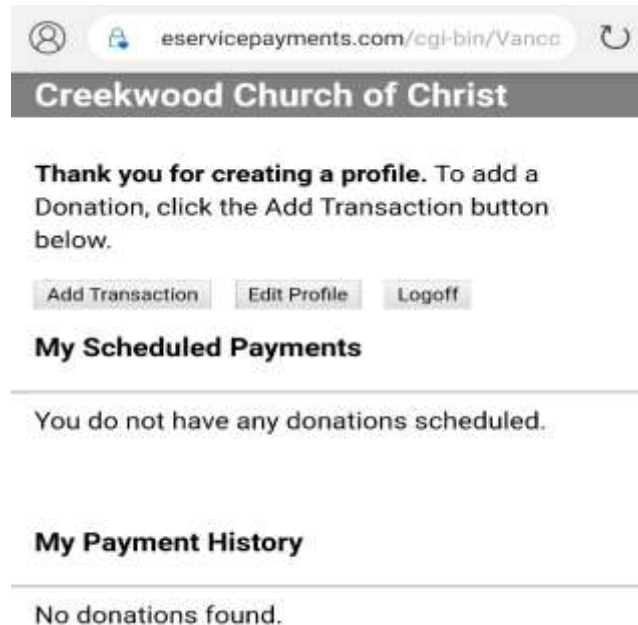 eservicepayments.com/cgi-bin/Vancc
Creekwood Church of Christ
Thank you for creating a profile. To add a
Donation, click the Add Transaction button
below.
Add Transaction Edit Profile Logoff
My Scheduled Payments
You do not have any donations scheduled.
My Payment History
No donations found.